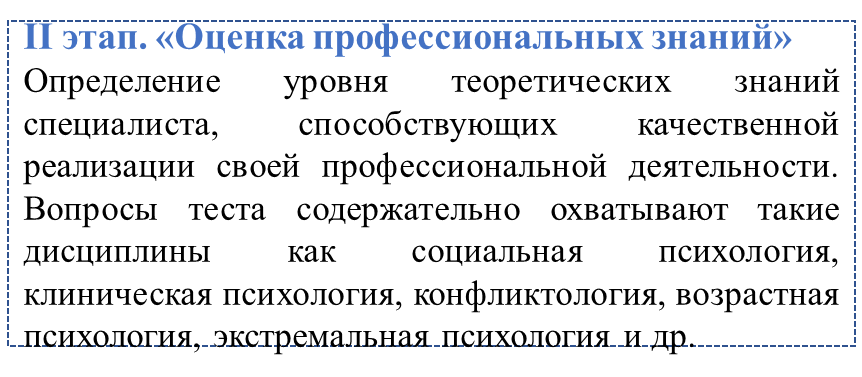 II этап. «Оценка профессиональных знаний»
Определение уровня теоретических знаний
специалиста, способствующих качественной
реализации своей профессиональной деятельности.
Вопросы теста содержательно охватывают такие
дисциплины как социальная психология,
клиническая психология, конфликтология, возрастная
психология, экстремальная психология и др.